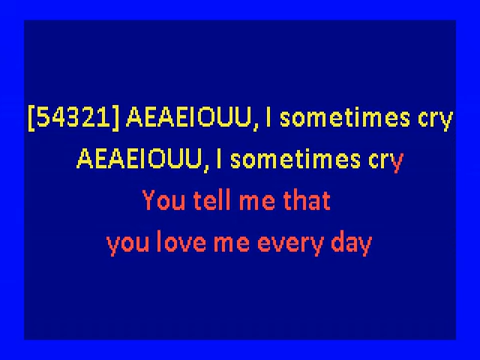 [54321] AEAEIOUU, I sometimes cry
AEAEIOUU, I sometimes cry
You tell me that
you love me every day